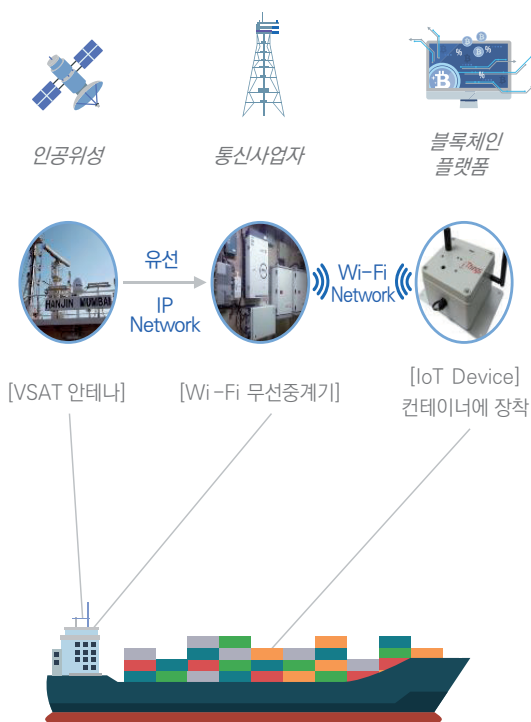 인공위성
통신사업자
블록체인
플랫폼
HANJIN MUMBAI
유선
IP
Network
Wi-Fi
Network
[VSAT 안테나]
[Wi-Fi 무선중계기]
[IoT Device]
컨테이너에 장착